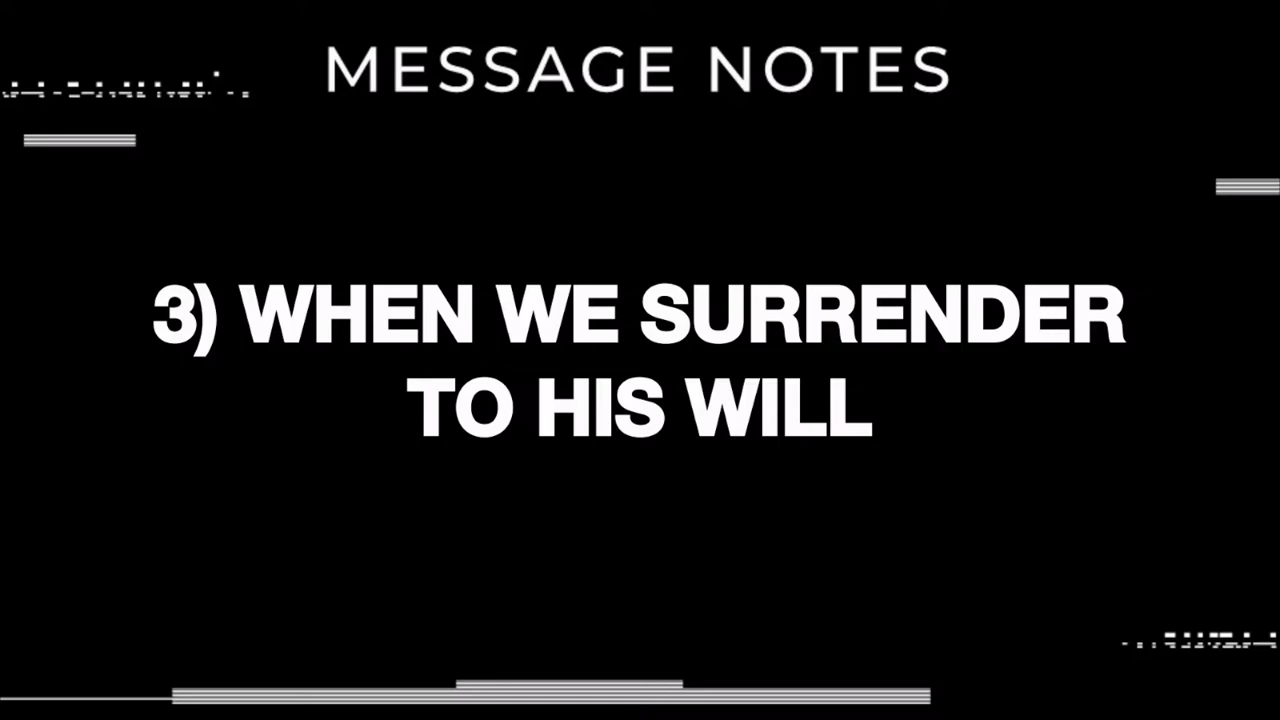 MESSAGE NOTES
3) WHEN WE SURRENDER
TO HIS WILL